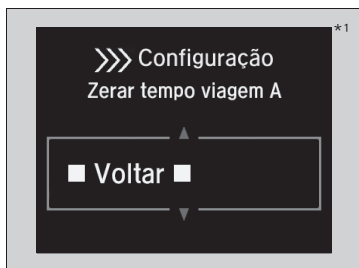 *1
>>> Configuração
Zerar tempo viagem A
■ Voltar ■